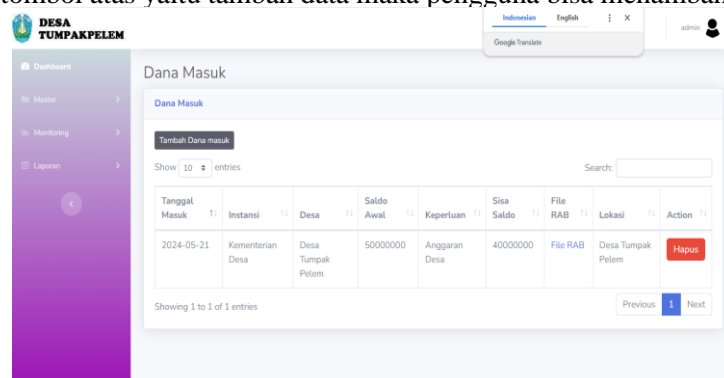 tombol atas yaitu tambah data maka pengguna bisa menambah
DESA
TUMPAKPELEM
Indonesian English
Google Translate
admin
Dashboard
Master
Monitoring
Laporan
Dana Masuk
Dana Masuk
Tambah Dana masuk
Show 10 entries
Search:
Tanggal Masuk Instansi Desa Saldo Awal Keperluan Sisa Saldo File RAB Lokasi Action
2024-05-21 Kementerian Desa Desa Tumpak Pelem 50000000 Anggaran Desa 40000000 File RAB Desa Tumpak Pelem Hapus
Showing 1 to 1 of 1 entries
Previous 1 Next